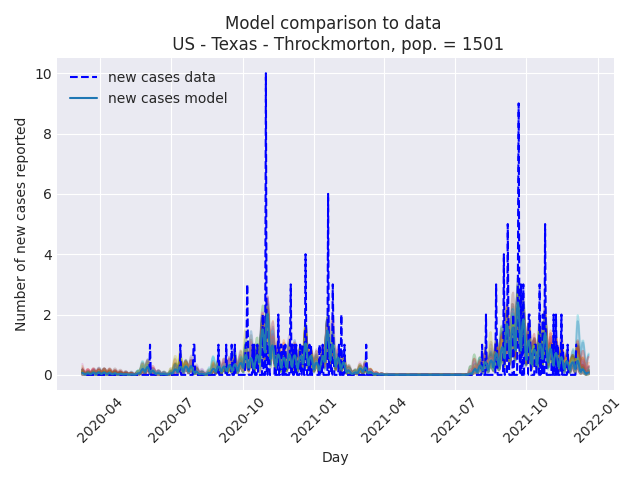 Model comparison to data
US - Texas - Throckmorton, pop. = 1501
new cases data
new cases model
Number of new cases reported
10
8
6
4
2
0
2020-04
2020-07
2020-10
2021-01
2021-04
2021-07
2021-10
2022-01
Day